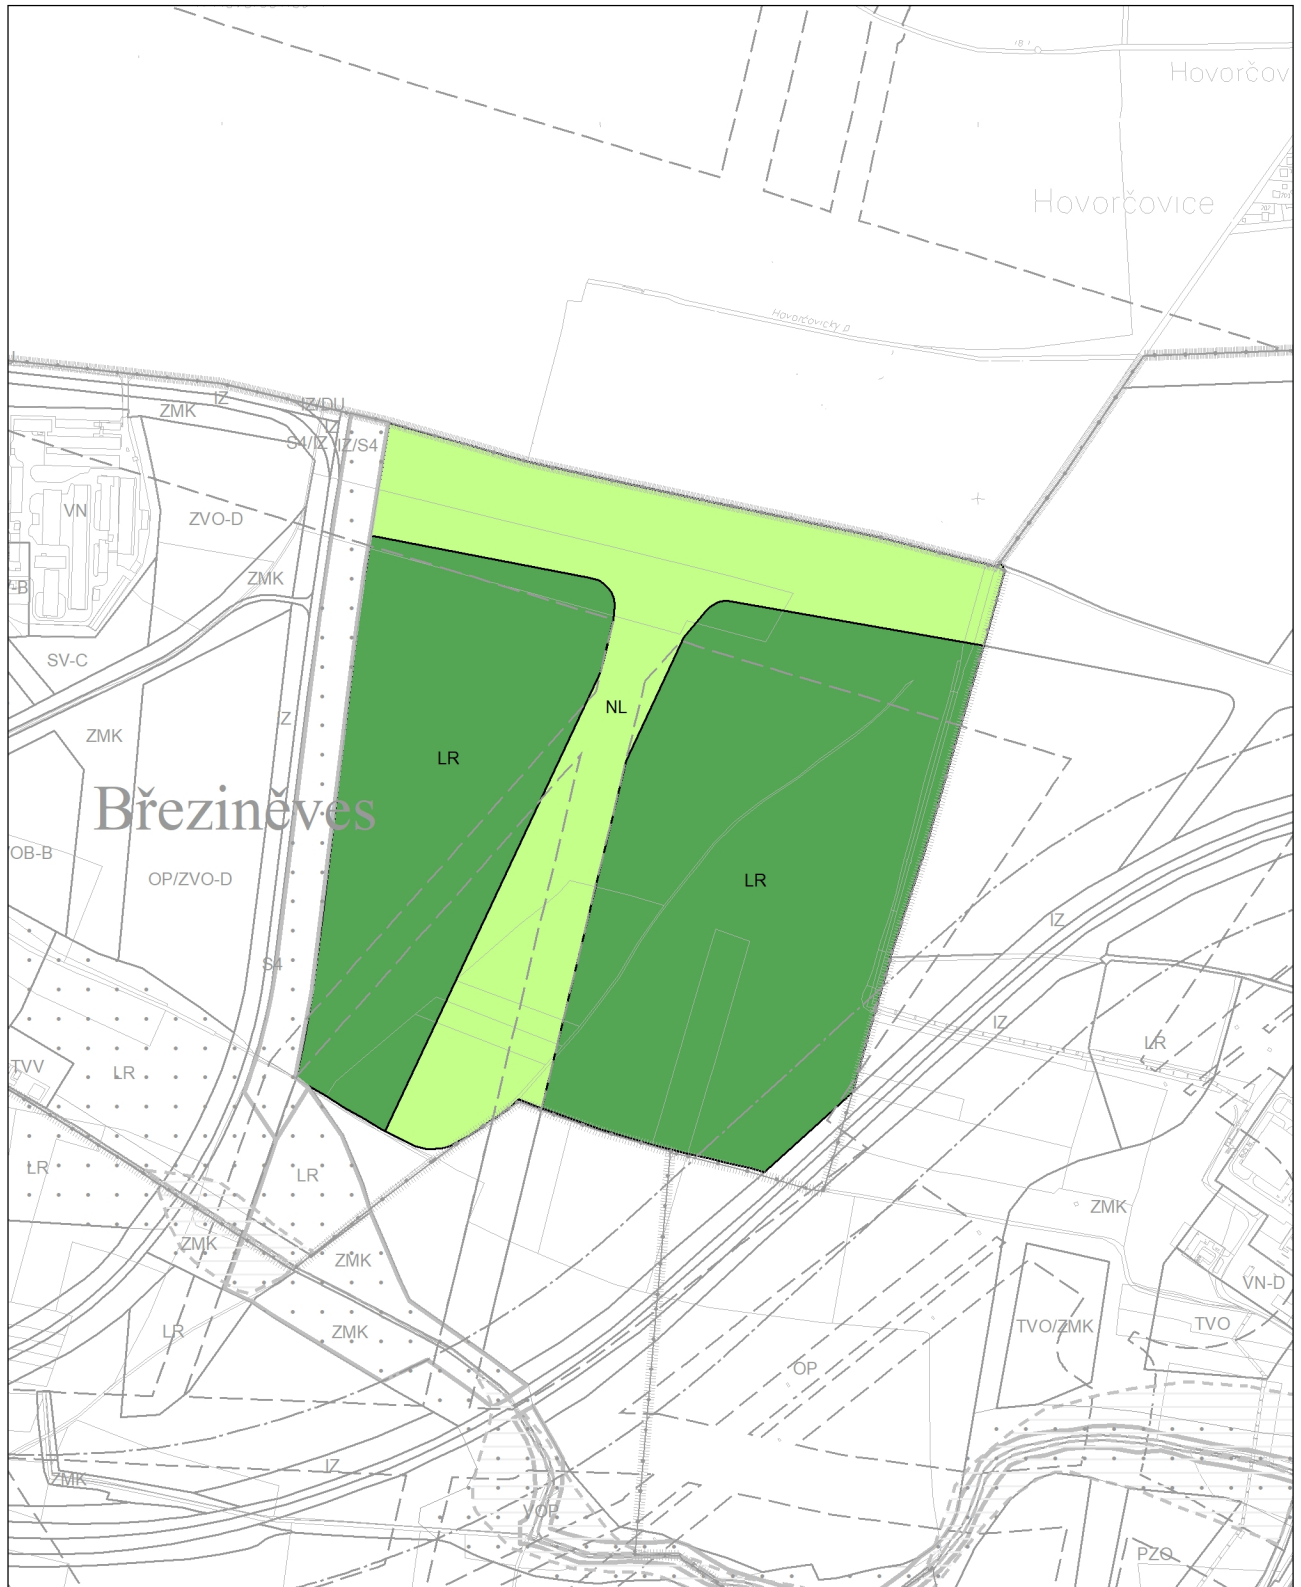 Hovorčov
Hovorčovice
Hovorčovický p
IZ/DU
IZ
ZMK
IZ
S4/IZ
IZ/S4
VN
ZVO-D
ZMK
SV-C
NL
IZ
ZMK
LR
Březiněves
OB-B
OP/ZVO-D
LR
IZ
S4
IZ
LR
TVV
LR
LR
LR
ZMK
ZMK
ZMK
VN-D
LR
ZMK
TVO/ZMK
TVO
OP
IZ
ZMK
VOP
PZO